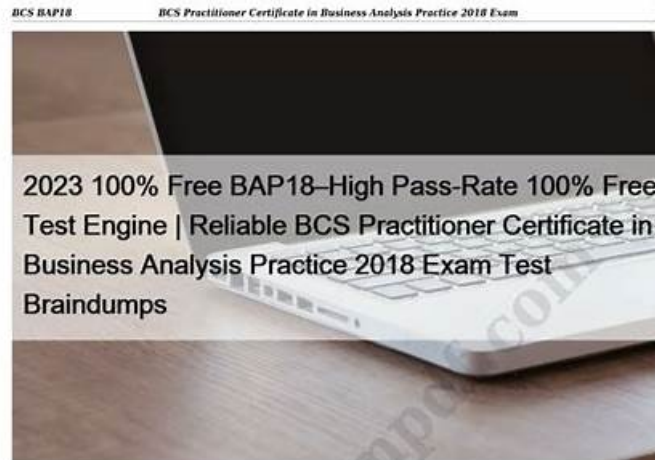 BCS BAP18 BCS Practitioner Certificate in Business Analysis Practice 2018 Exam
2023 100% Free BAP18–High Pass-Rate 100% Free
Test Engine | Reliable BCS Practitioner Certificate in
Business Analysis Practice 2018 Exam Test
Braindumps